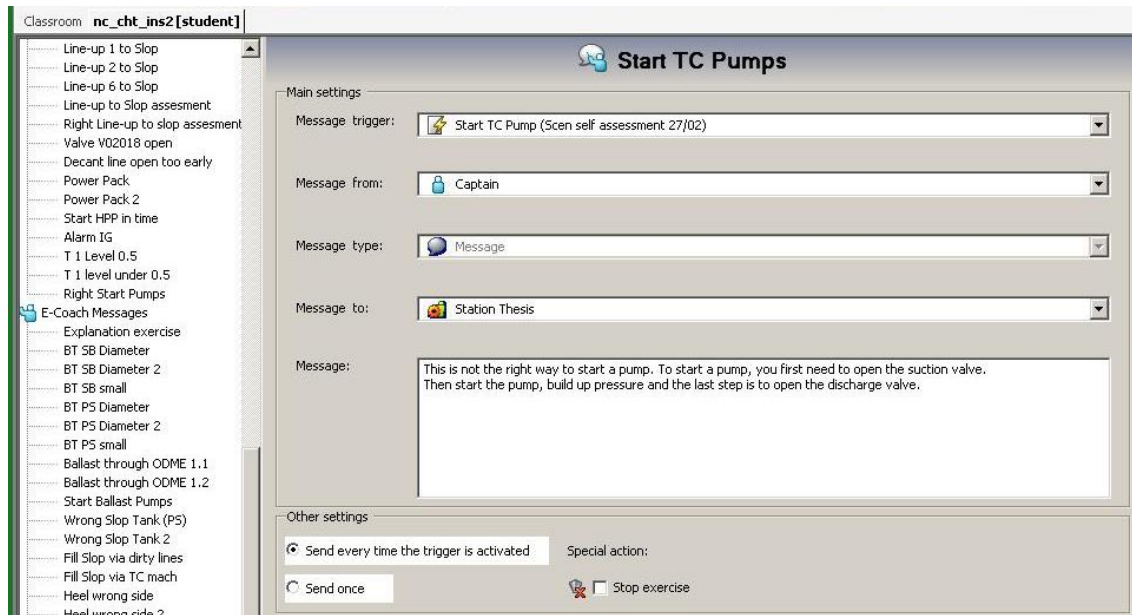 Classroom nc_cht_ins2[student]
Line-up 1 to Slop
Line-up 2 to Slop
Line-up 6 to Slop
Line-up to Slop assesment
Right Line-up to slop assesment
Valve V02018 open
Decant line open too early
Power Pack
Power Pack 2
Start HPP in time
Alarm IG
T 1 Level 0.5
T 1 level under 0.5
Right Start Pumps
E-Coach Messages
Explanation exercise
BT SB Diameter
BT SB Diameter 2
BT SB small
BT PS Diameter
BT PS Diameter 2
BT PS small
Ballast through ODME 1.1
Ballast through ODME 1.2
Start Ballast Pumps
Wrong Slop Tank (PS)
Wrong Slop Tank 2
Fill Slop via dirty lines
Fill Slop via TC mach
Heel wrong side
Heel wrong side 2
Start TC Pumps
Main settings
Message trigger: Start TC Pump (Scen self assessment 27/02)
Message from: Captain
Message type: Message
Message to: Station Thesis
Message: This is not the right way to start a pump. To start a pump, you first need to open the suction valve.
Then start the pump, build up pressure and the last step is to open the discharge valve.
Other settings
Send every time the trigger is activated Special action:
Send once Stop exercise